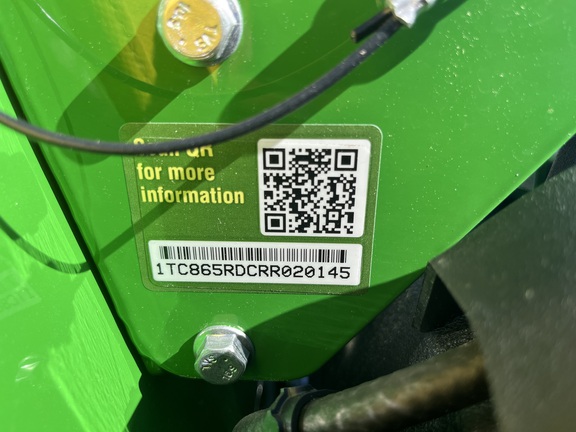 Scan QR
for more
information
1TC865RDCRR020145